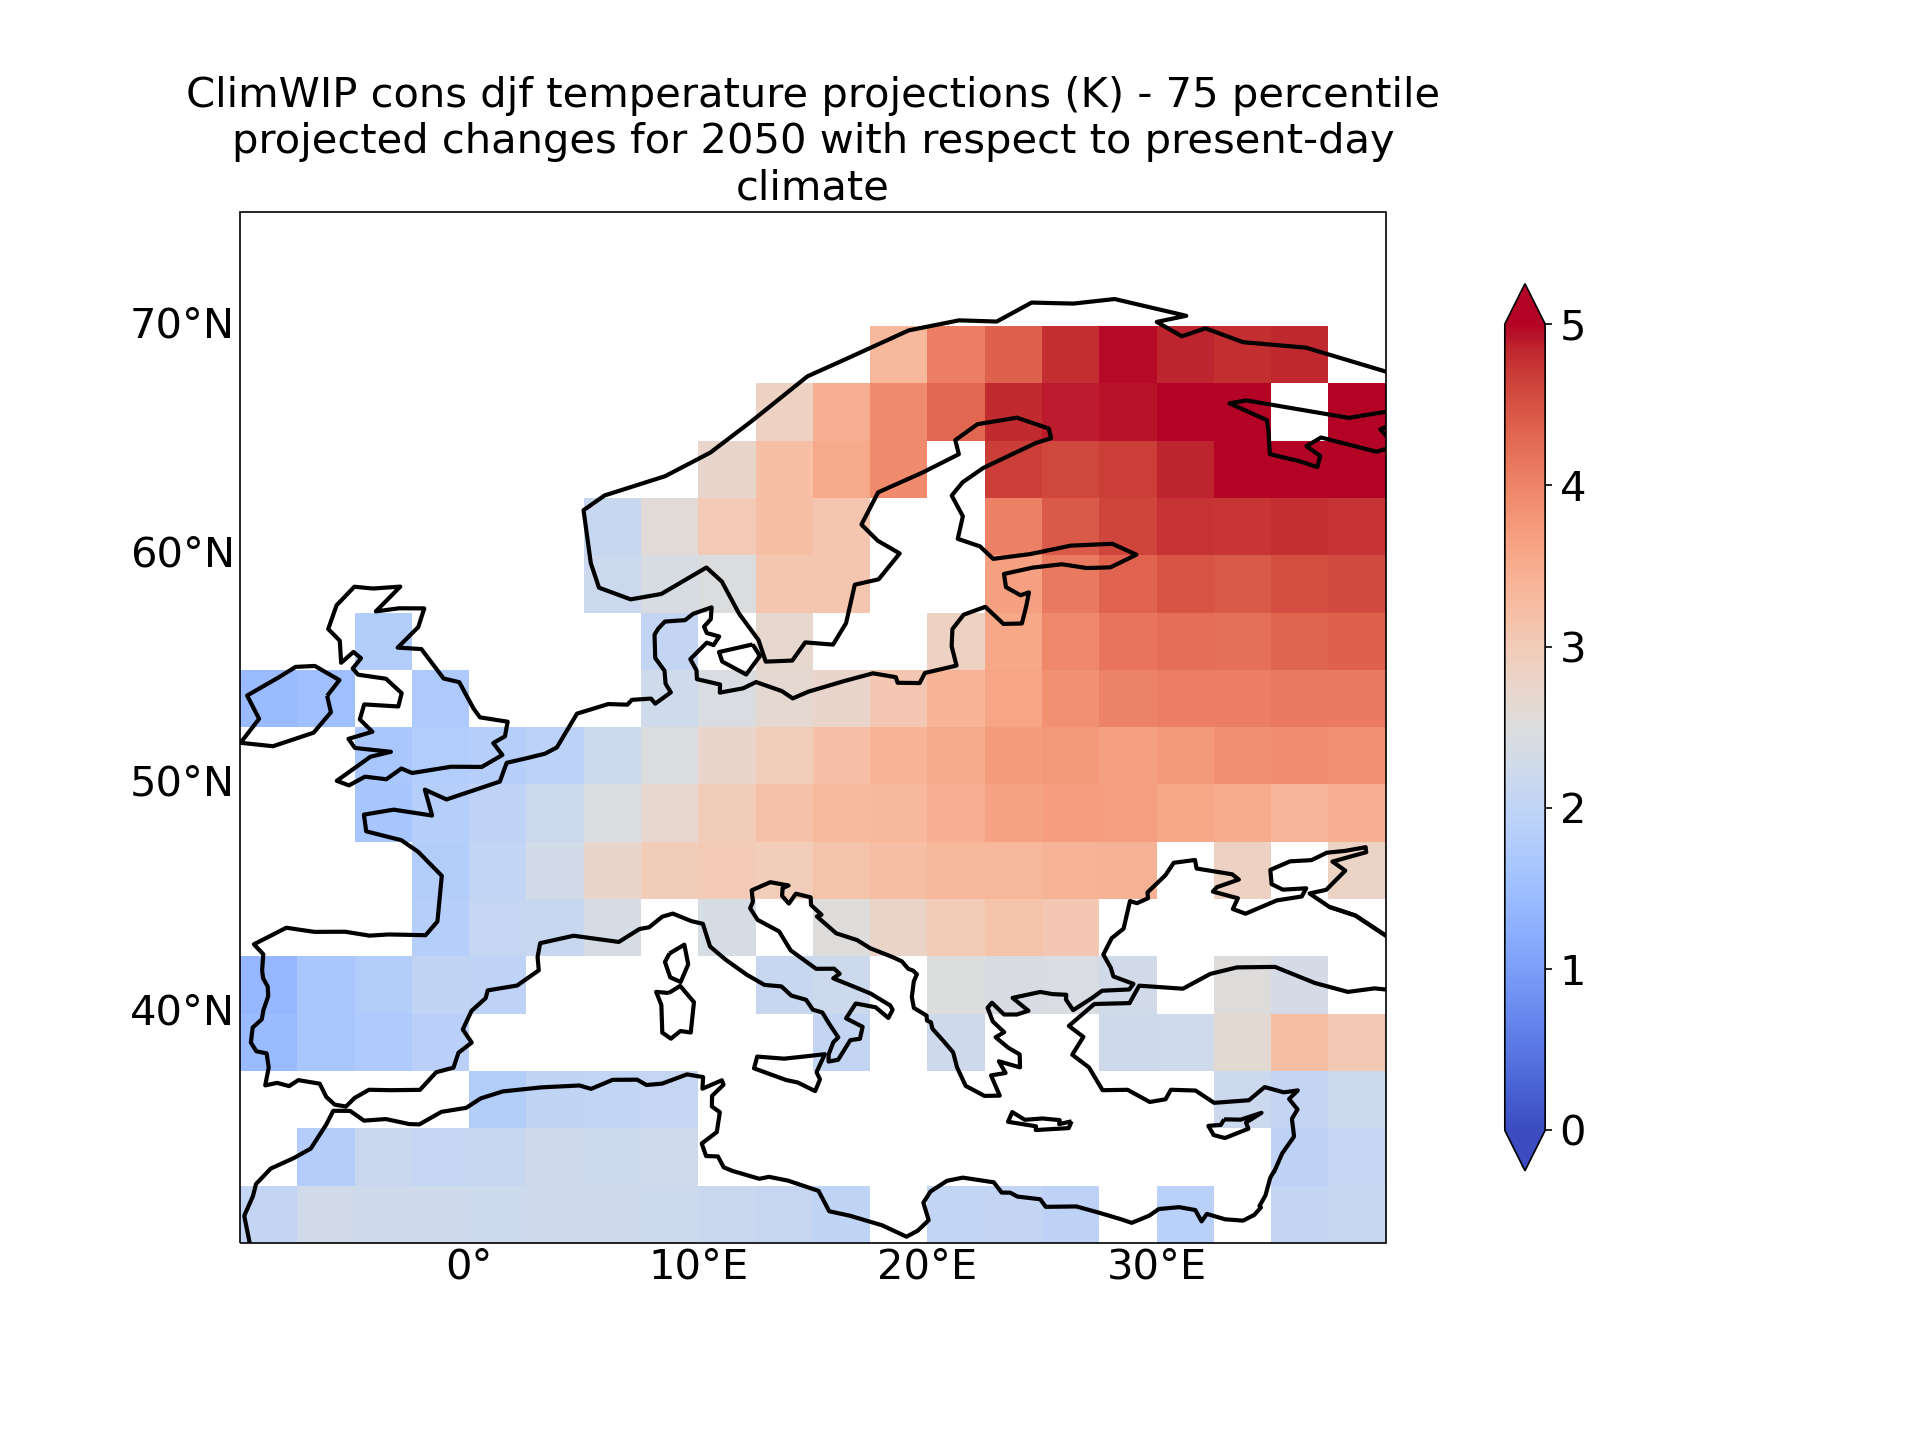 ClimWIP cons djf temperature projections (K) - 75 percentile
projected changes for 2050 with respect to present-day
climate
70°N
60°N
50°N
40°N
0°
10°E
20°E
30°E
5
4
3
2
1
0